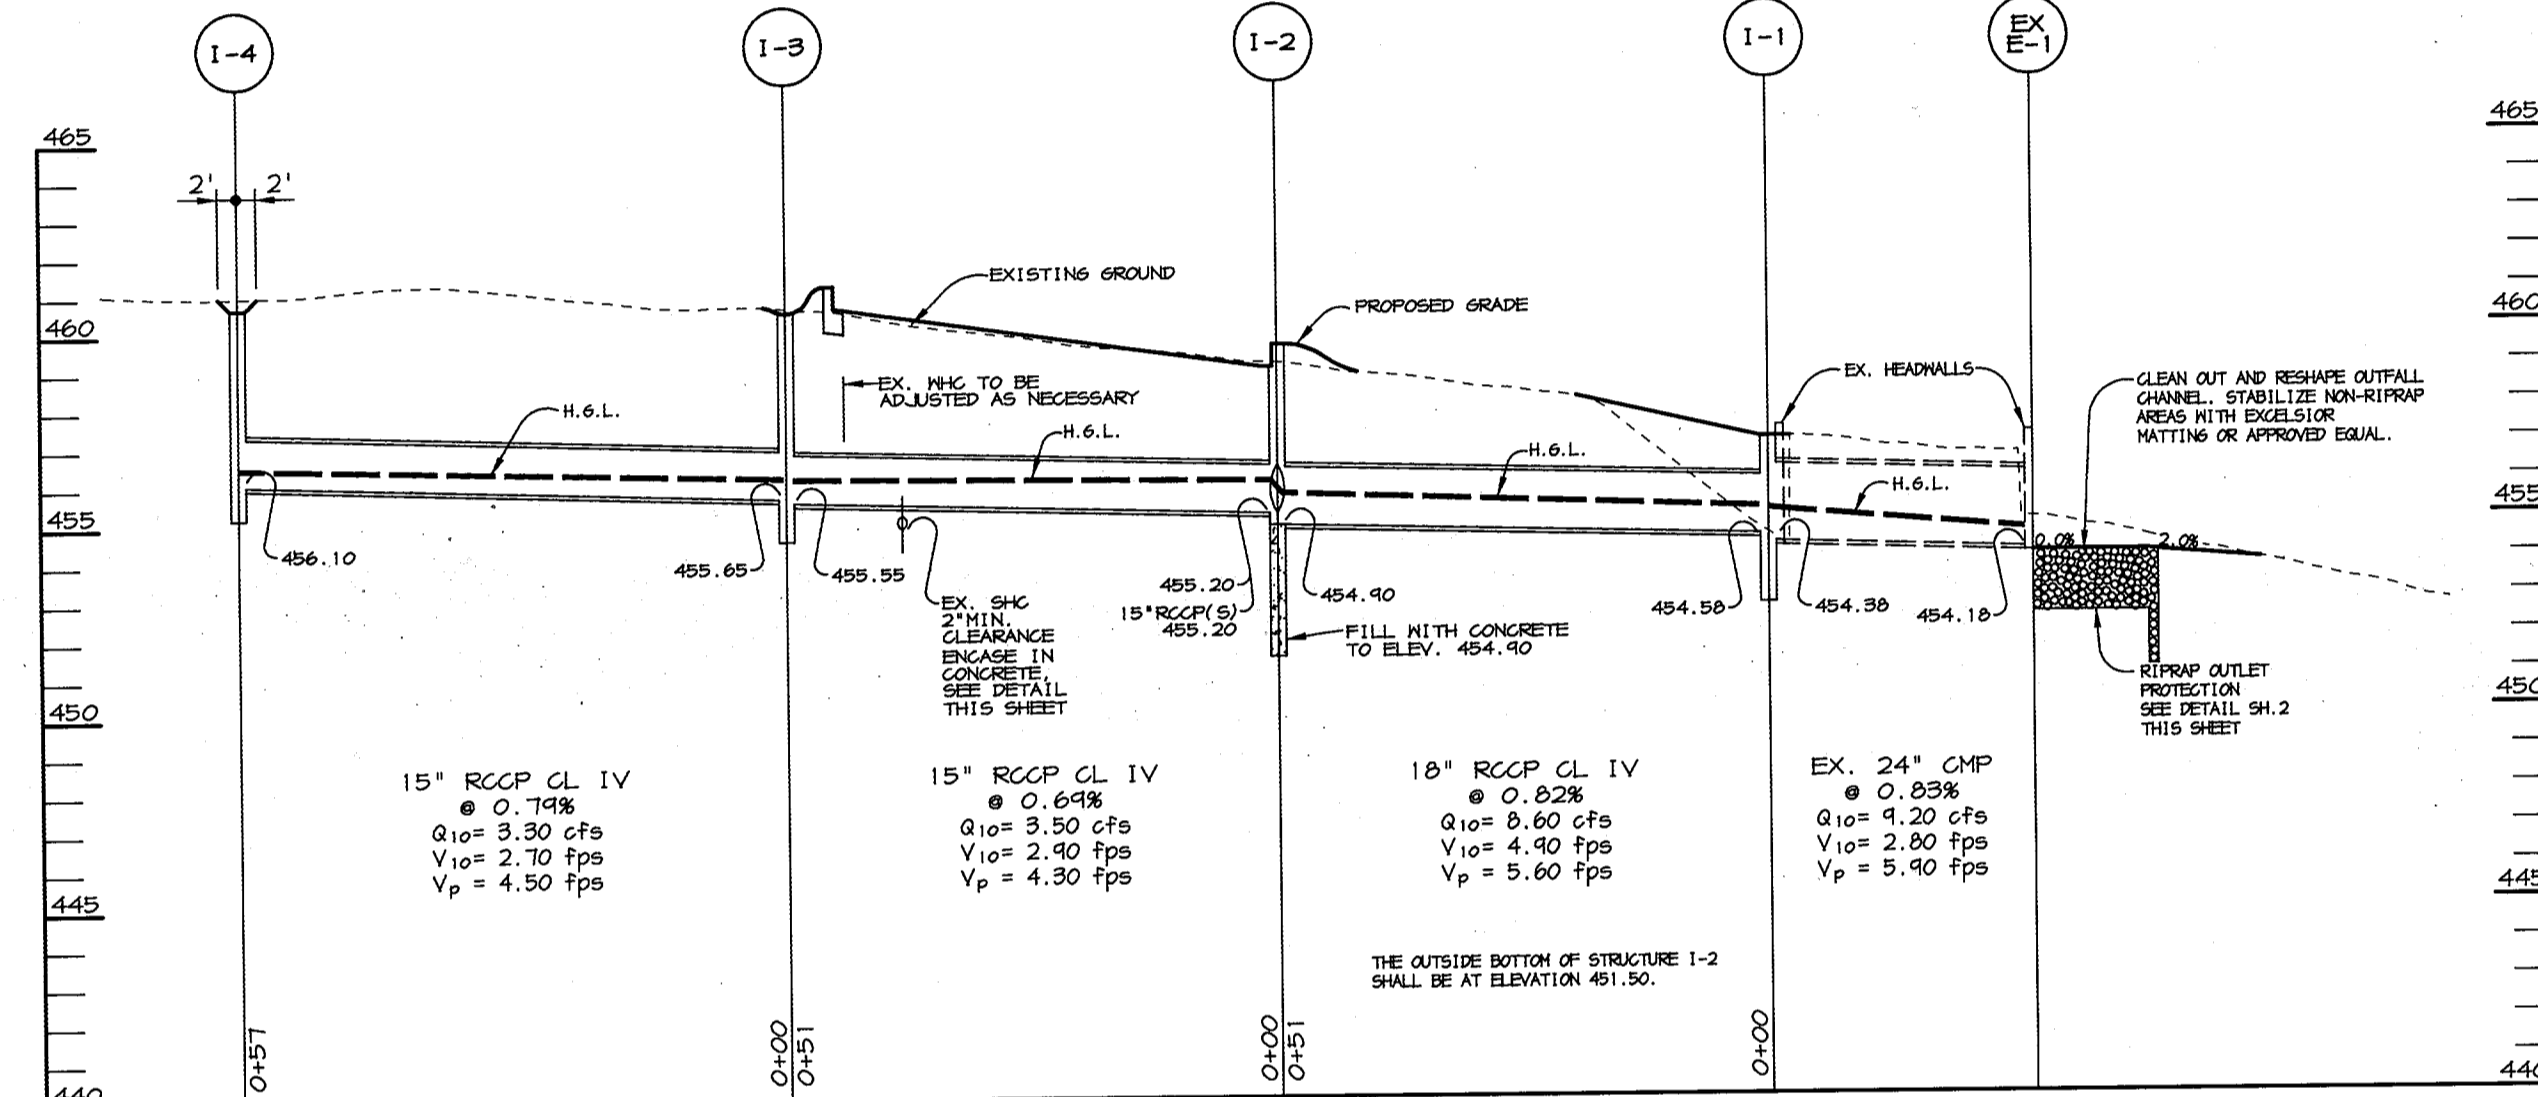 I-4
I-3
I-2
I-1
EX
E-1
465
465
2' 2'
EXISTING GROUND
PROPOSED GRADE
460
460
EX. WHC TO BE
ADJUSTED AS NECESSARY
EX. HEADWALLS
CLEAN OUT AND RESHAPE OUTFALL
CHANNEL. STABILIZE NON-RIPRAP
AREAS WITH EXCELSIOR
MATTING OR APPROVED EQUAL.
H.G.L.
H.G.L.
H.G.L.
H.G.L.
455
455
0.0% 2.0%
456.10
455.65
455.55
455.20
15"RCCP(S)
455.20
454.90
454.58
454.38
454.18
EX. SHC
2"MIN.
CLEARANCE
ENCASE IN
CONCRETE,
SEE DETAIL
THIS SHEET
FILL WITH CONCRETE
TO ELEV. 454.90
RIPRAP OUTLET
PROTECTION
SEE DETAIL SH.2
THIS SHEET
450
450
15" RCCP CL IV
@ 0.79%
Q10= 3.30 cfs
V10= 2.70 fps
Vp = 4.50 fps
15" RCCP CL IV
@ 0.69%
Q10= 3.50 cfs
V10= 2.90 fps
Vp = 4.30 fps
18" RCCP CL IV
@ 0.82%
Q10= 8.60 cfs
V10= 4.90 fps
Vp = 5.60 fps
EX. 24" CMP
@ 0.83%
Q10= 9.20 cfs
V10= 2.80 fps
Vp = 5.90 fps
445
445
THE OUTSIDE BOTTOM OF STRUCTURE I-2
SHALL BE AT ELEVATION 451.50.
0+57
0+00
0+51
0+00
0+51
0+00
440
440